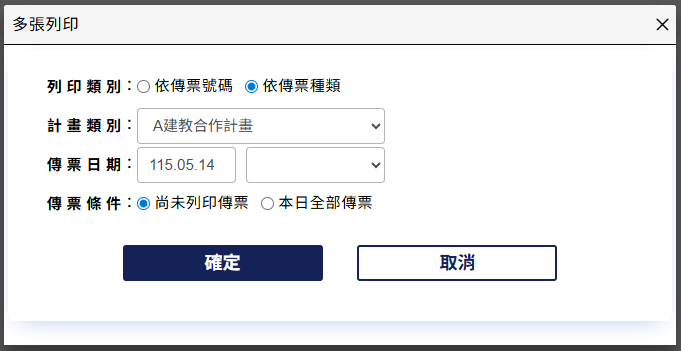 多張列印
列印類別：依傳票號碼 依傳票種類
計畫類別：A建教合作計畫
傳票日期：115.05.14
傳票條件：尚未列印傳票 本日全部傳票
確定 取消